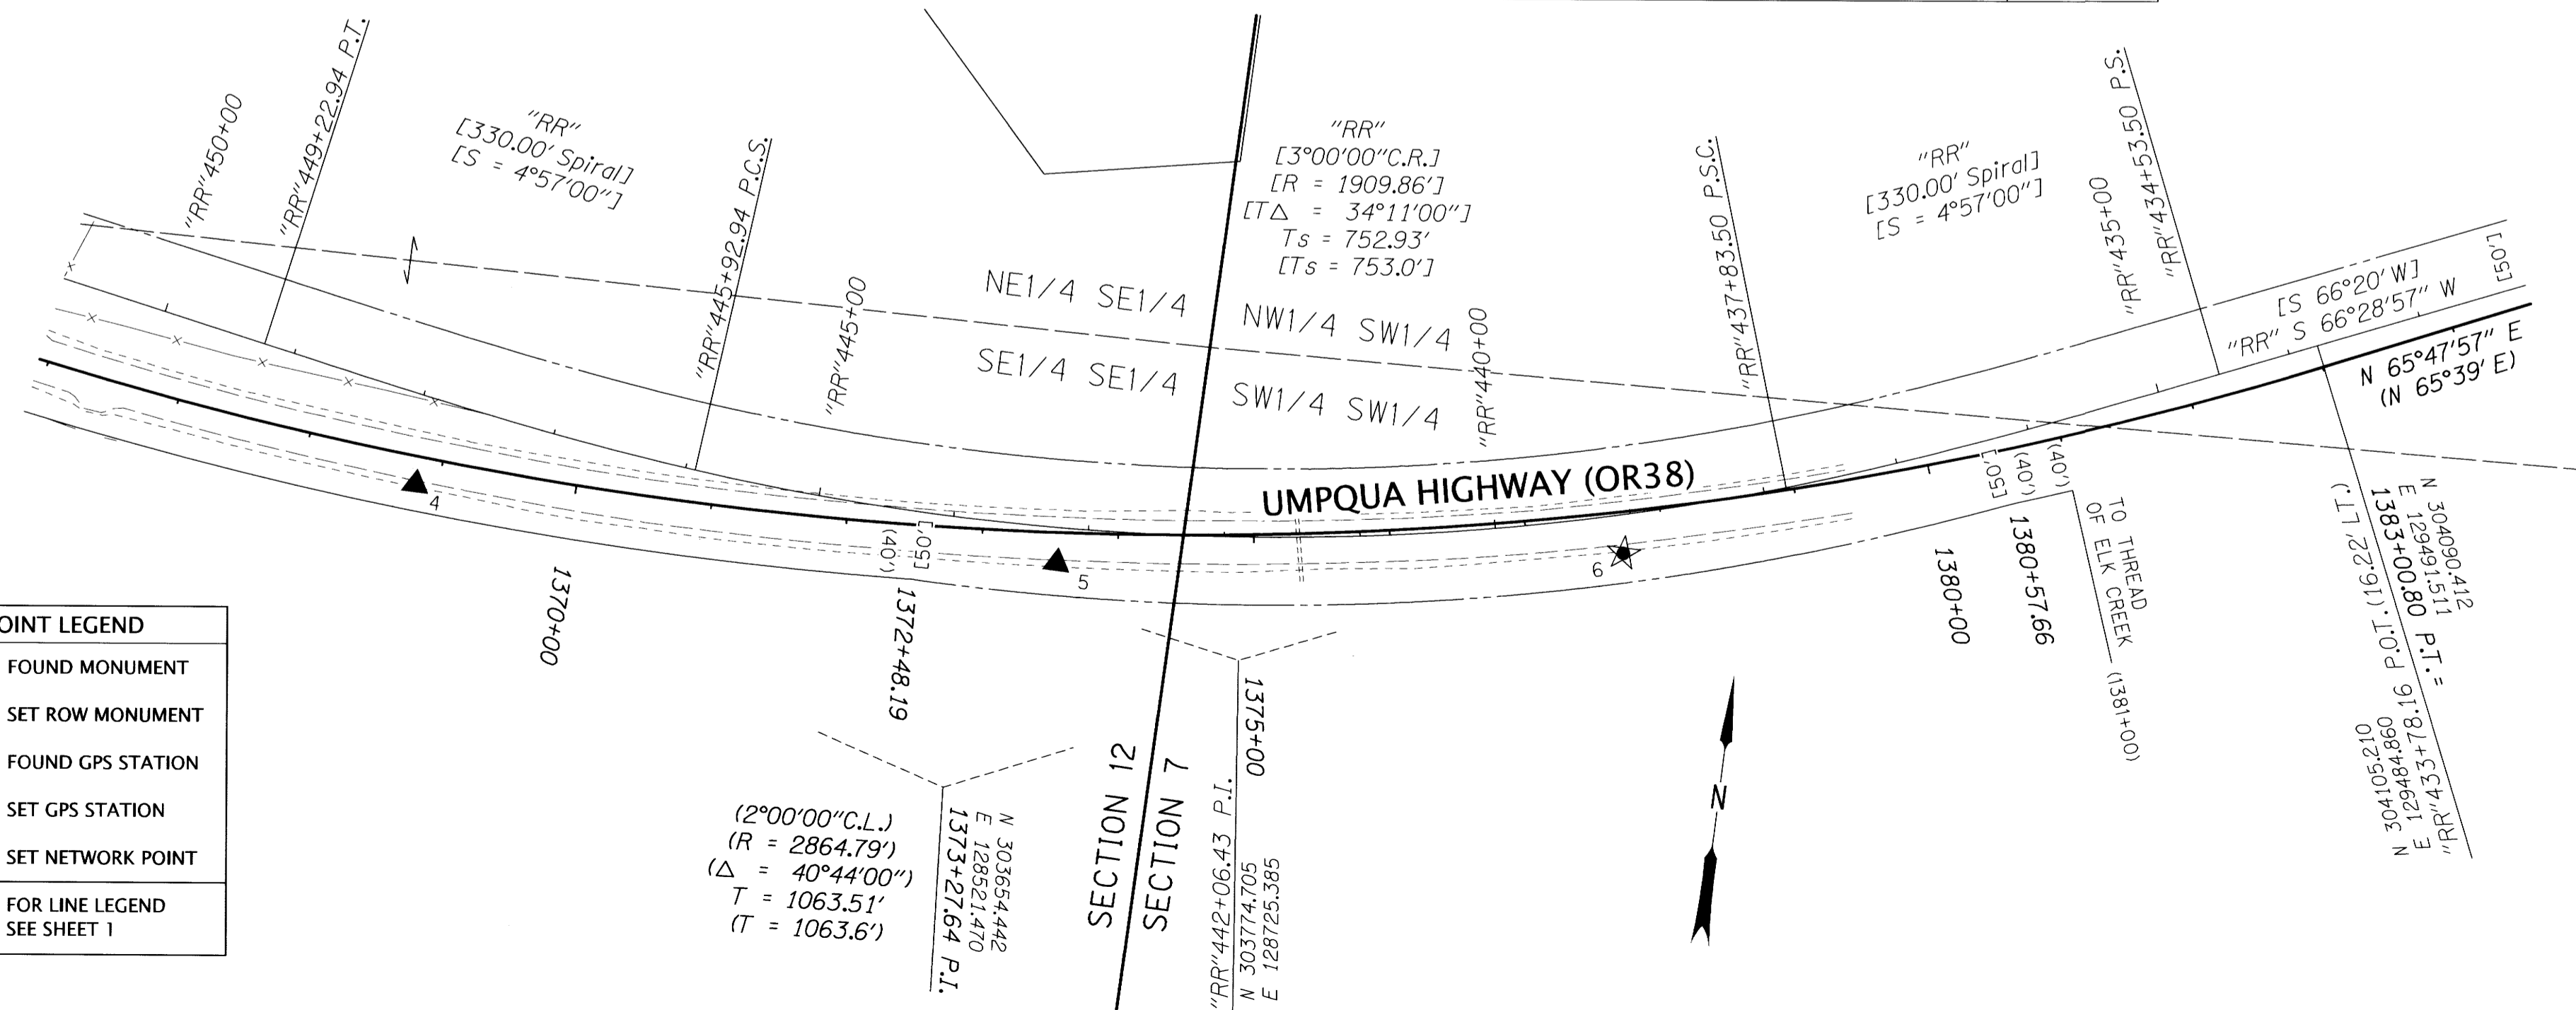 "RR"450+00
"RR"449+22.94 P.T.
"RR"
[330.00' Spiral]
[S = 4°57'00"]
"RR"445+92.94 P.C.S.
"RR"445+00
NE1/4 SE1/4
SE1/4 SE1/4
"RR"
[3°00'00"C.R.]
[R = 1909.86']
[T△ = 34°11'00"]
Ts = 752.93'
[Ts = 753.0']
NW1/4 SW1/4
SW1/4 SW1/4
"RR"440+00
"RR"437+83.50 P.S.C.
"RR"
[330.00' Spiral]
[S = 4°57'00"]
"RR"435+00
"RR"434+53.50 P.S.
[S 66°20' W]
"RR" S 66°28'57" W
[50']
N 65°47'57" E
(N 65°39' E)
UMPQUA HIGHWAY (OR38)
4
5
6
[50']
(40')
[50']
(40')
(40')
1370+00
1372+48.19
1375+00
1380+00
1380+57.66
TO THREAD
OF ELK CREEK
(1381+00)
N 304090.412
E 129491.511
1383+00.80 P.T. =
"RR"433+78.16 P.O.T. (16.22' LT.)
E 129484.860
N 304105.210
OINT LEGEND
FOUND MONUMENT
SET ROW MONUMENT
FOUND GPS STATION
SET GPS STATION
SET NETWORK POINT
FOR LINE LEGEND
SEE SHEET 1
(2°00'00"C.L.)
(R = 2864.79')
(△ = 40°44'00")
T = 1063.51'
(T = 1063.6')
N 303654.442
E 128521.470
1373+27.64 P.I.
SECTION 12
SECTION 7
"RR"442+06.43 P.I.
N 303774.705
E 128725.385
N